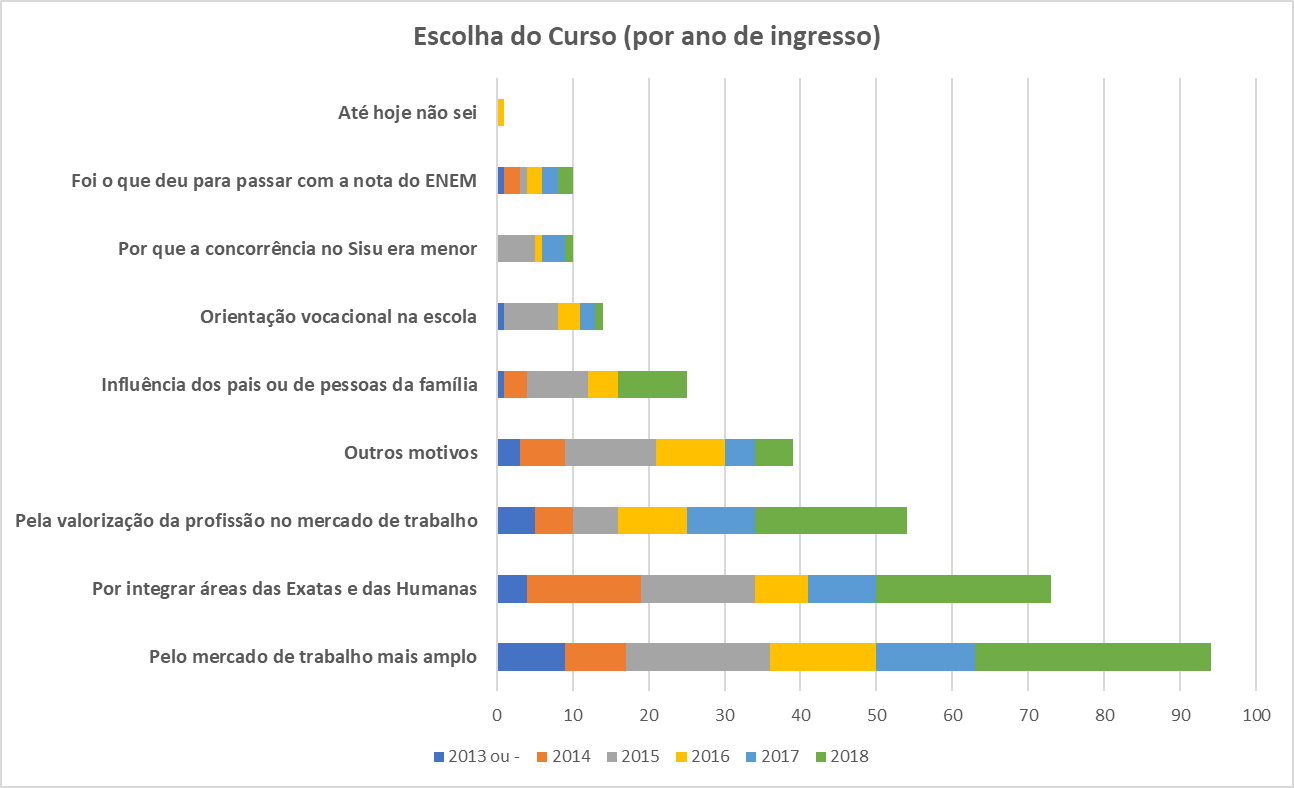 Escolha do Curso (por ano de ingresso)
Até hoje não sei
Foi o que deu para passar com a nota do ENEM
Por que a concorrência no Sisu era menor
Orientação vocacional na escola
Influência dos pais ou de pessoas da família
Outros motivos
Pela valorização da profissão no mercado de trabalho
Por integrar áreas das Exatas e das Humanas
Pelo mercado de trabalho mais amplo
0 10 20 30 40 50 60 70 80 90 100
2013 ou - 2014 2015 2016 2017 2018